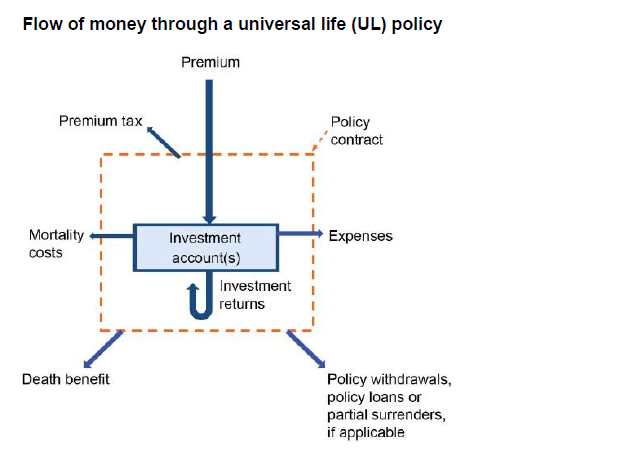 Flow of money through a universal life (UL) policy
Premium
Premium tax
Policy
contract
Mortality
costs
Investment
account(s)
Expenses
Investment
returns
Death benefit
Policy withdrawals,
policy loans or
partial surrenders,
if applicable